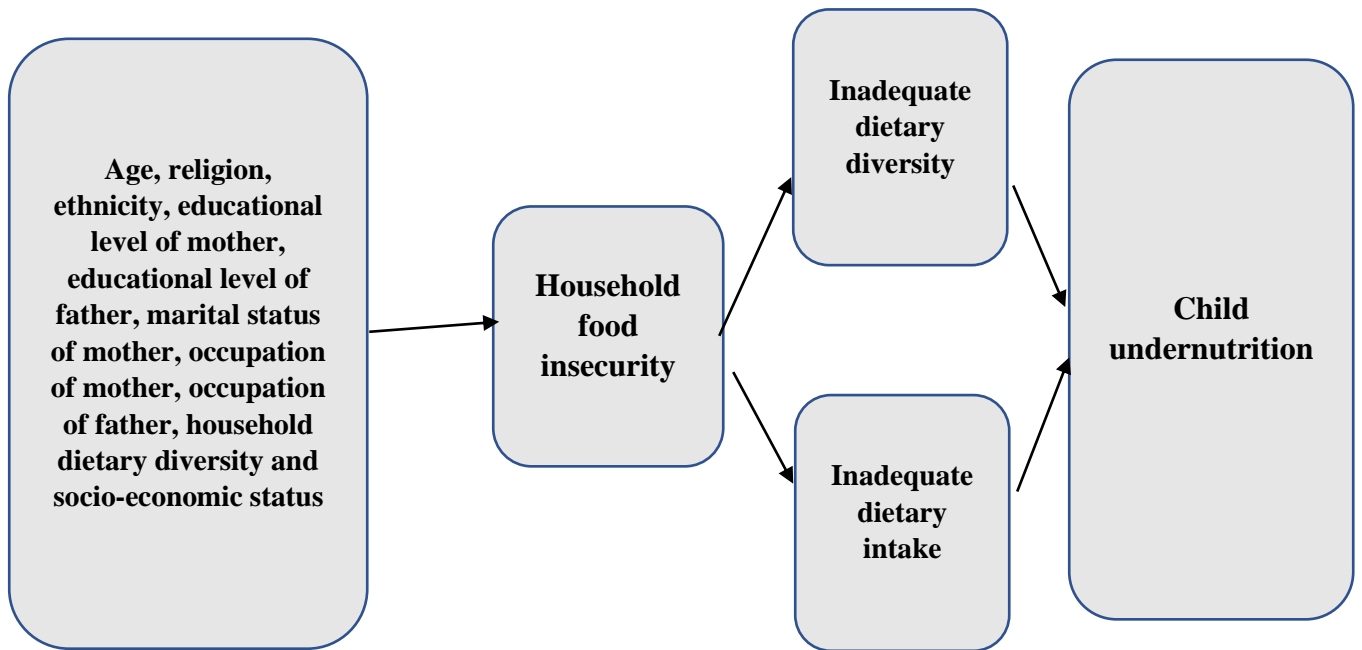 Age, religion,
ethnicity, educational
level of mother,
educational level of
father, marital status
of mother, occupation
of mother, occupation
of father, household
dietary diversity and
socio-economic status
Household
food
insecurity
Inadequate
dietary
diversity
Inadequate
dietary
intake
Child
undernutrition